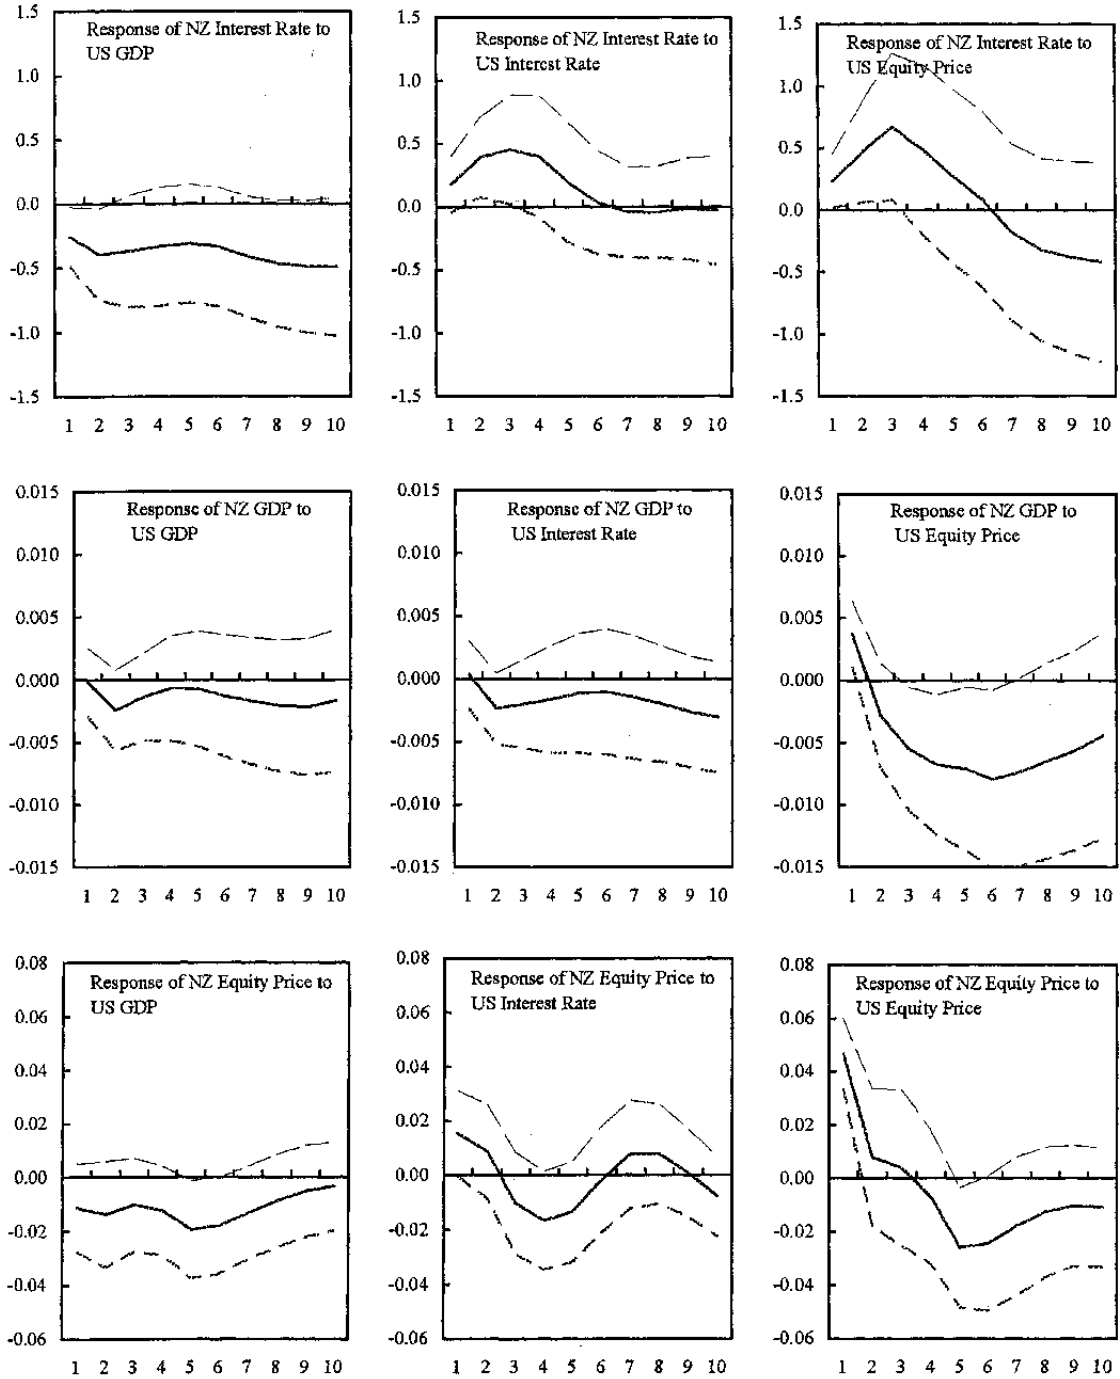 Response of NZ Interest Rate to
US GDP
1.5
1.0
0.5
0.0
-0.5
-1.0
-1.5
1 2 3 4 5 6 7 8 9 10
Response of NZ Interest Rate to
US Interest Rate
1.5
1.0
0.5
0.0
-0.5
-1.0
-1.5
1 2 3 4 5 6 7 8 9 10
Response of NZ Interest Rate to
US Equity Price
1.5
1.0
0.5
0.0
-0.5
-1.0
-1.5
1 2 3 4 5 6 7 8 9 10
Response of NZ GDP to
US GDP
0.015
0.010
0.005
0.000
-0.005
-0.010
-0.015
1 2 3 4 5 6 7 8 9 10
Response of NZ GDP to
US Interest Rate
0.015
0.010
0.005
0.000
-0.005
-0.010
-0.015
1 2 3 4 5 6 7 8 9 10
Response of NZ GDP to
US Equity Price
0.015
0.010
0.005
0.000
-0.005
-0.010
-0.015
1 2 3 4 5 6 7 8 9 10
Response of NZ Equity Price to
US GDP
0.08
0.06
0.04
0.02
0.00
-0.02
-0.04
-0.06
1 2 3 4 5 6 7 8 9 10
Response of NZ Equity Price to
US Interest Rate
0.08
0.06
0.04
0.02
0.00
-0.02
-0.04
-0.06
1 2 3 4 5 6 7 8 9 10
Response of NZ Equity Price to
US Equity Price
0.08
0.06
0.04
0.02
0.00
-0.02
-0.04
-0.06
1 2 3 4 5 6 7 8 9 10